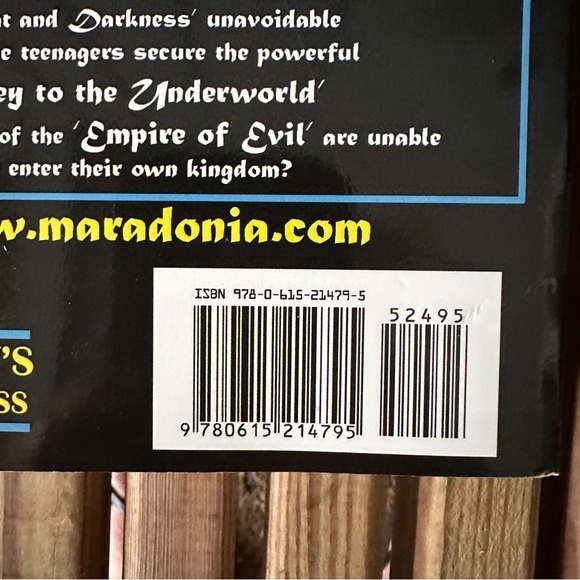 and Darkness' unavoidable
teenagers secure the powerful
to the Underworld'
of the 'Empire of Evil' are unable
enter their own kingdom?
.maradonia.com
ISBN 978-0-615-21479-5
52495
'S
SS
9 780615 214795